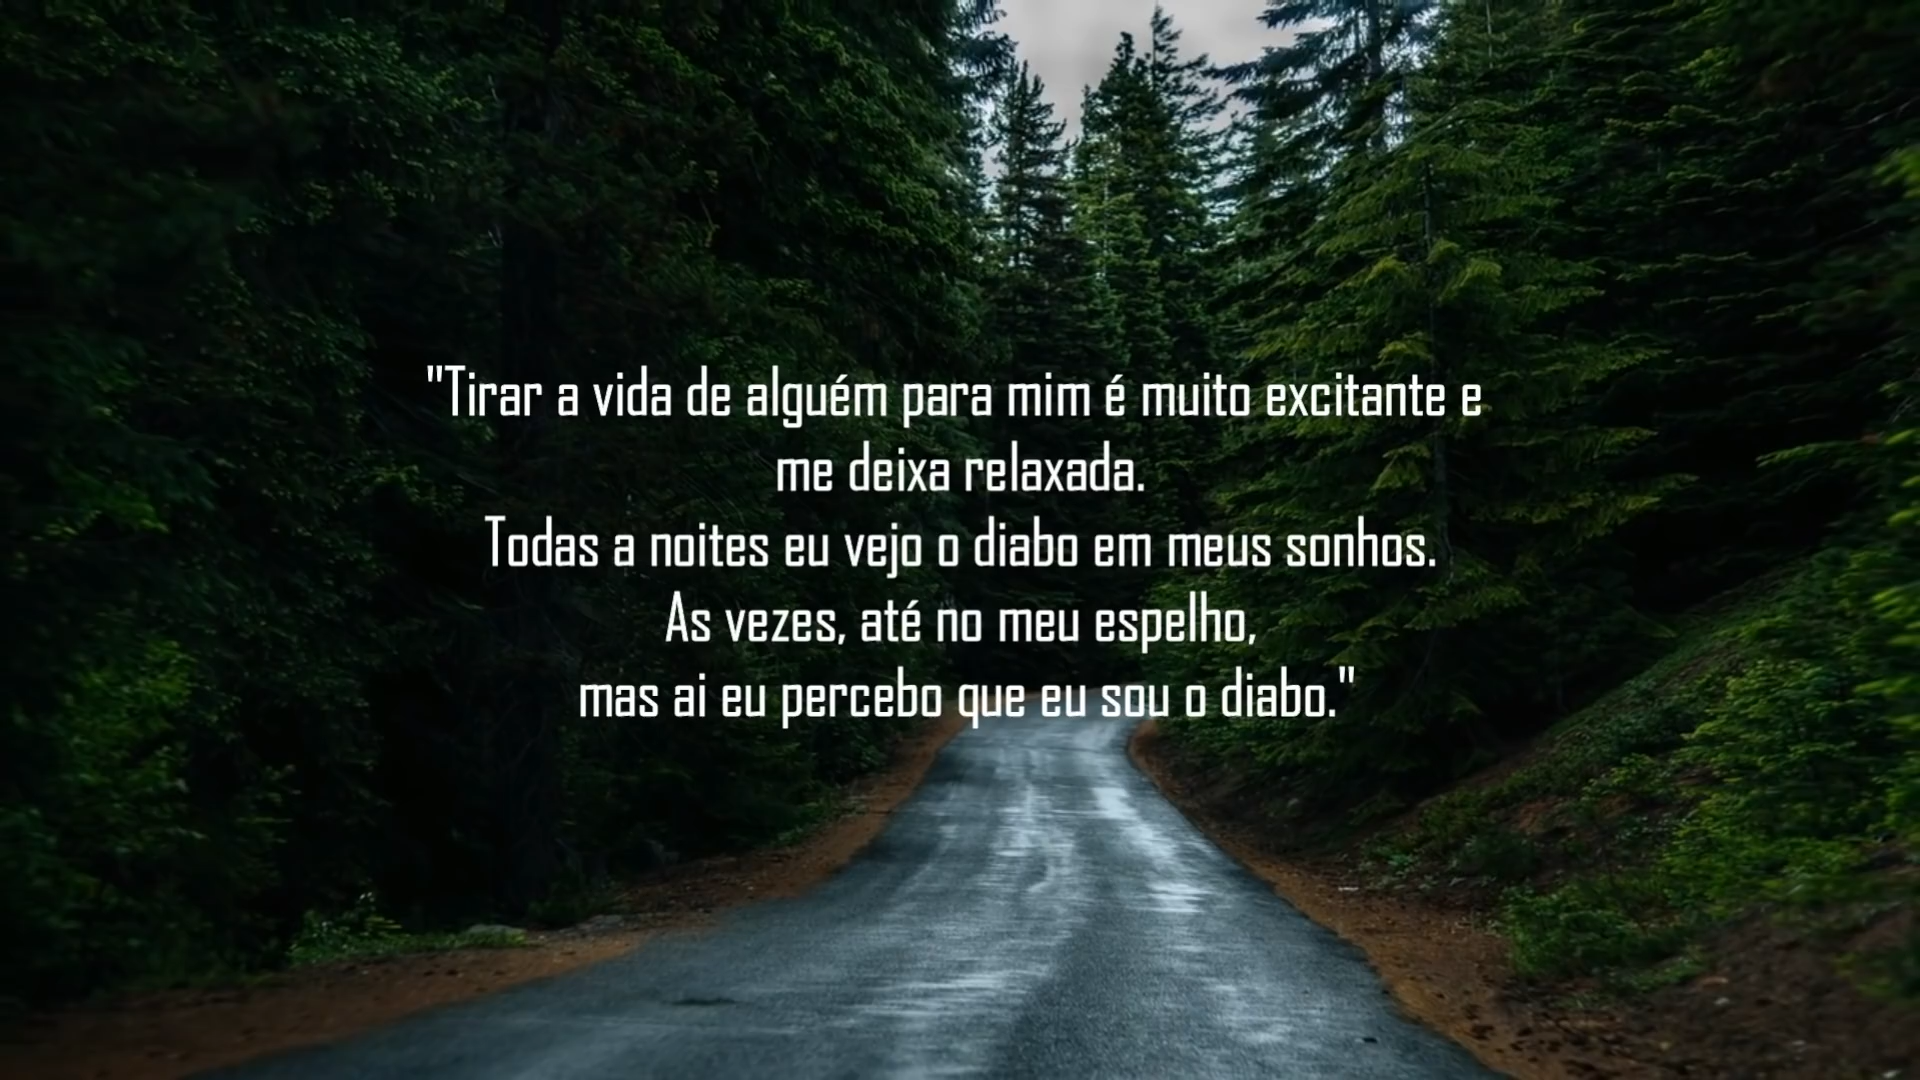 "Tirar a vida de alguém para mim é muito excitante e
me deixa relaxada.
Todas a noites eu vejo o diabo em meus sonhos.
As vezes, até no meu espelho,
mas ai eu percebo que eu sou o diabo."